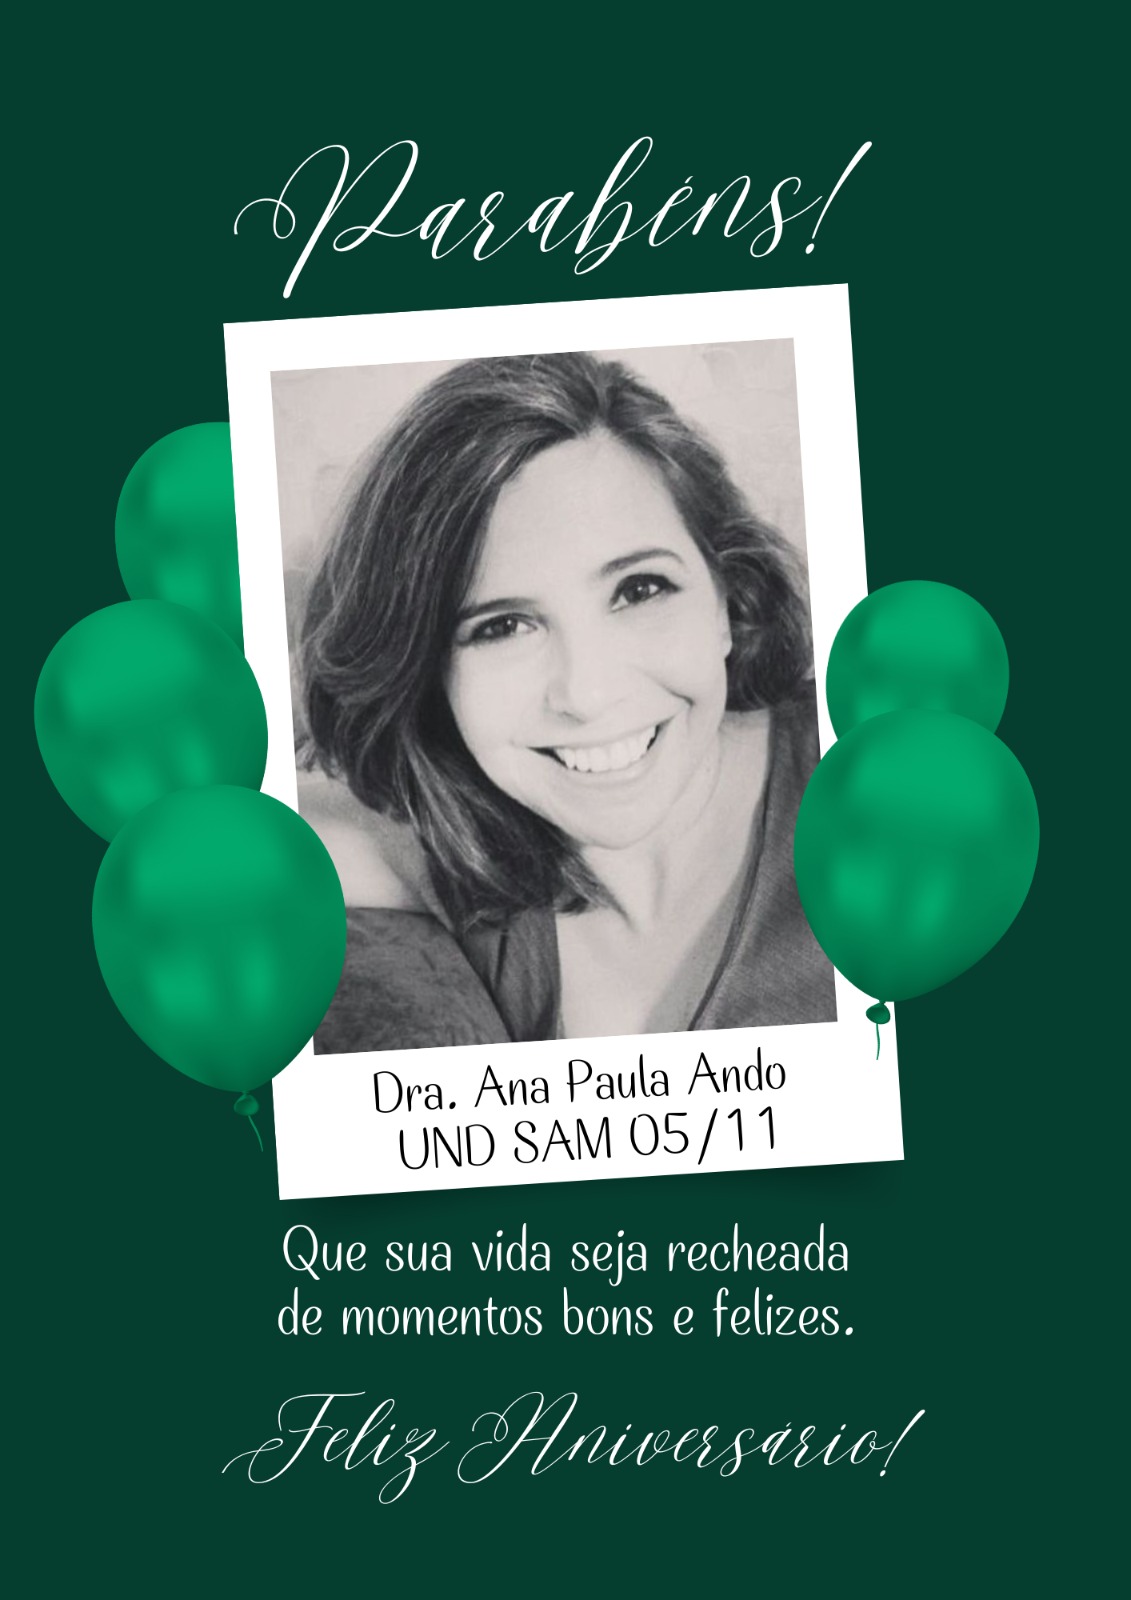 Parabéns!
Dra. Ana Paula Ando
UND SAM 05/11
Que sua vida seja recheada
de momentos bons e felizes.
Feliz Aniversário!